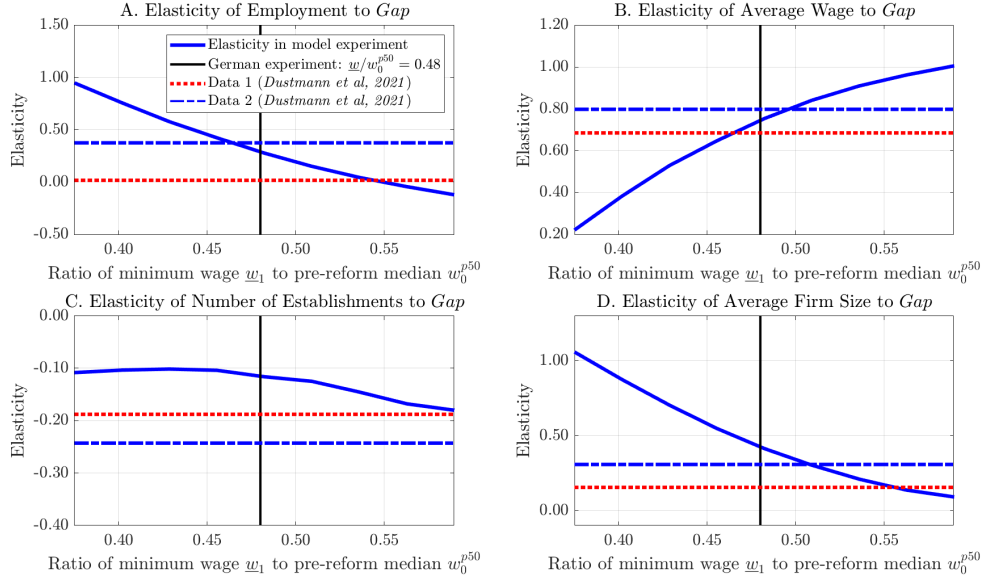 A. Elasticity of Employment to Gap
1.50
1.00
0.50
0.00
-0.50
Elasticity
Elasticity in model experiment
German experiment: w̲/w₀ᵖ⁵⁰ = 0.48
Data 1 (Dustmann et al, 2021)
Data 2 (Dustmann et al, 2021)
0.40 0.45 0.50 0.55
Ratio of minimum wage w̲₁ to pre-reform median w₀ᵖ⁵⁰
B. Elasticity of Average Wage to Gap
1.20
1.00
0.80
0.60
0.40
0.20
Elasticity
0.40 0.45 0.50 0.55
Ratio of minimum wage w̲₁ to pre-reform median w₀ᵖ⁵⁰
C. Elasticity of Number of Establishments to Gap
0.00
-0.10
-0.20
-0.30
-0.40
Elasticity
0.40 0.45 0.50 0.55
Ratio of minimum wage w̲₁ to pre-reform median w₀ᵖ⁵⁰
D. Elasticity of Average Firm Size to Gap
1.00
0.50
0.00
Elasticity
0.40 0.45 0.50 0.55
Ratio of minimum wage w̲₁ to pre-reform median w₀ᵖ⁵⁰